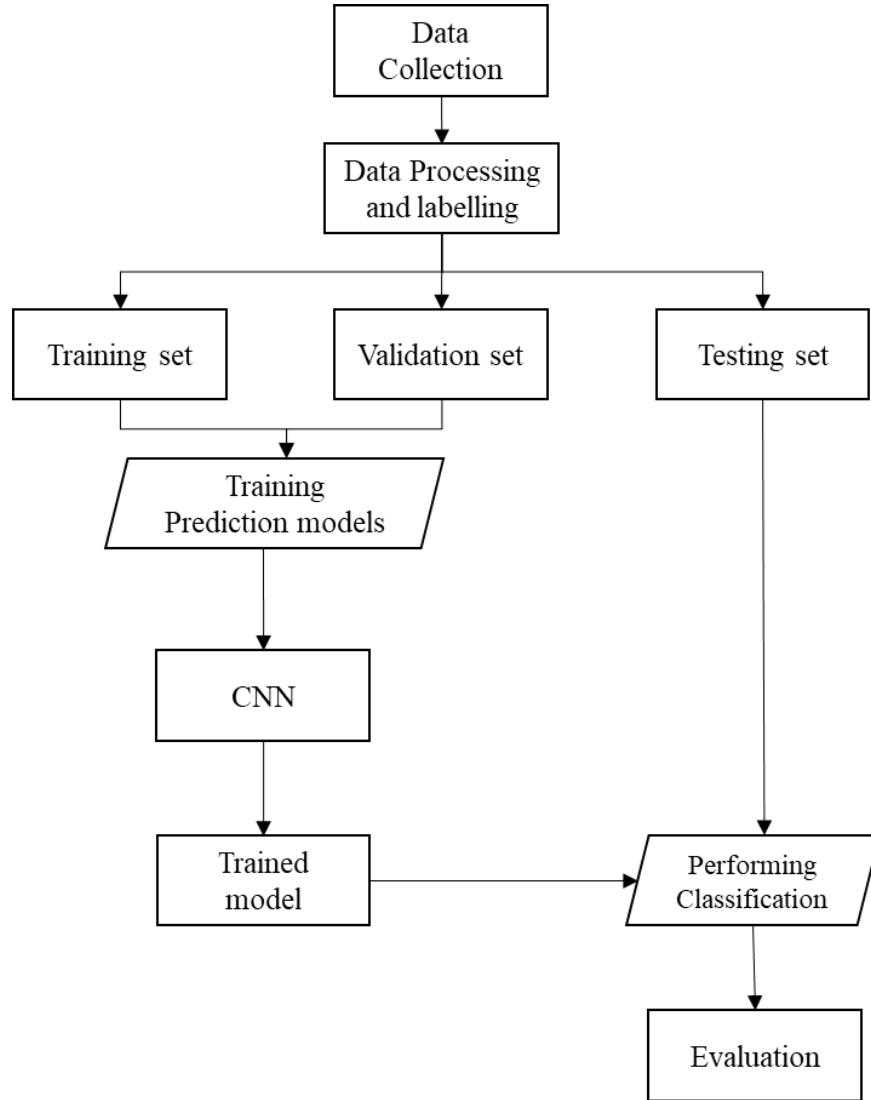 Data
Collection
Data Processing
and labelling
Training set
Validation set
Testing set
Training
Prediction models
CNN
Trained
model
Performing
Classification
Evaluation